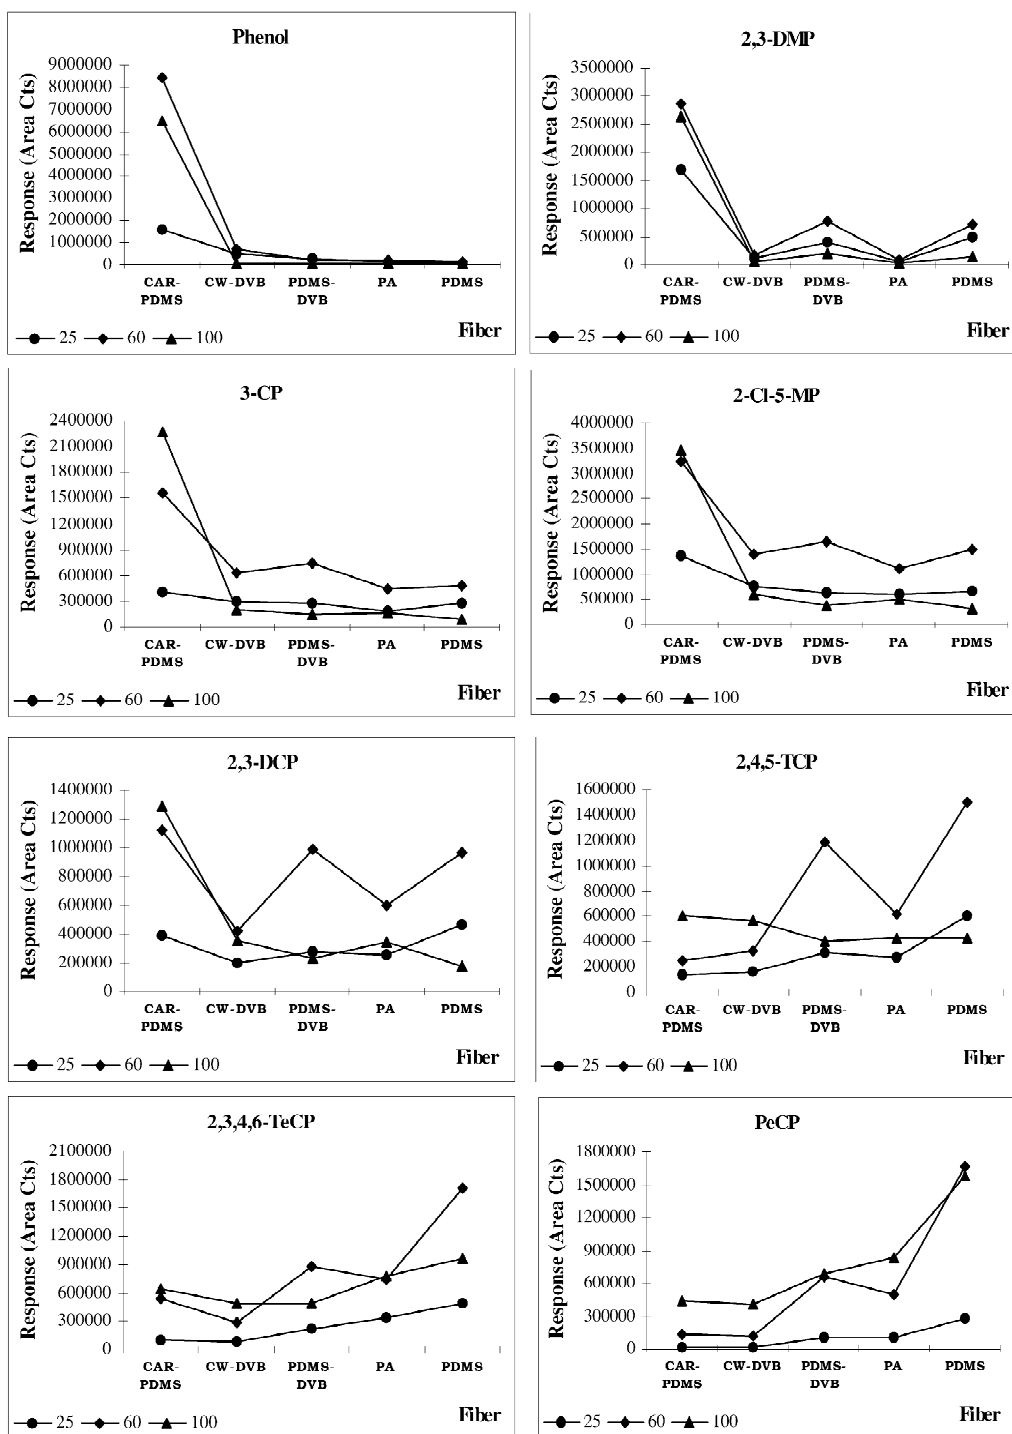 Phenol
Response (Area Cts)
9000000
8000000
7000000
6000000
5000000
4000000
3000000
2000000
1000000
0
CAR-PDMS CW-DVB PDMS-DVB PA PDMS
Fiber
25 60 100
2,3-DMP
Response (Area Cts)
3500000
3000000
2500000
2000000
1500000
1000000
500000
0
CAR-PDMS CW-DVB PDMS-DVB PA PDMS
Fiber
25 60 100
3-CP
Response (Area Cts)
2400000
2100000
1800000
1500000
1200000
900000
600000
300000
0
CAR-PDMS CW-DVB PDMS-DVB PA PDMS
Fiber
25 60 100
2-Cl-5-MP
Response (Area Cts)
4000000
3500000
3000000
2500000
2000000
1500000
1000000
500000
0
CAR-PDMS CW-DVB PDMS-DVB PA PDMS
Fiber
25 60 100
2,3-DCP
Response (Area Cts)
1400000
1200000
1000000
800000
600000
400000
200000
0
CAR-PDMS CW-DVB PDMS-DVB PA PDMS
Fiber
25 60 100
2,4,5-TCP
Response (Area Cts)
1600000
1400000
1200000
1000000
800000
600000
400000
200000
0
CAR-PDMS CW-DVB PDMS-DVB PA PDMS
Fiber
25 60 100
2,3,4,6-TeCP
Response (Area Cts)
2100000
1800000
1500000
1200000
900000
600000
300000
0
CAR-PDMS CW-DVB PDMS-DVB PA PDMS
Fiber
25 60 100
PeCP
Response (Area Cts)
1800000
1500000
1200000
900000
600000
300000
0
CAR-PDMS CW-DVB PDMS-DVB PA PDMS
Fiber
25 60 100